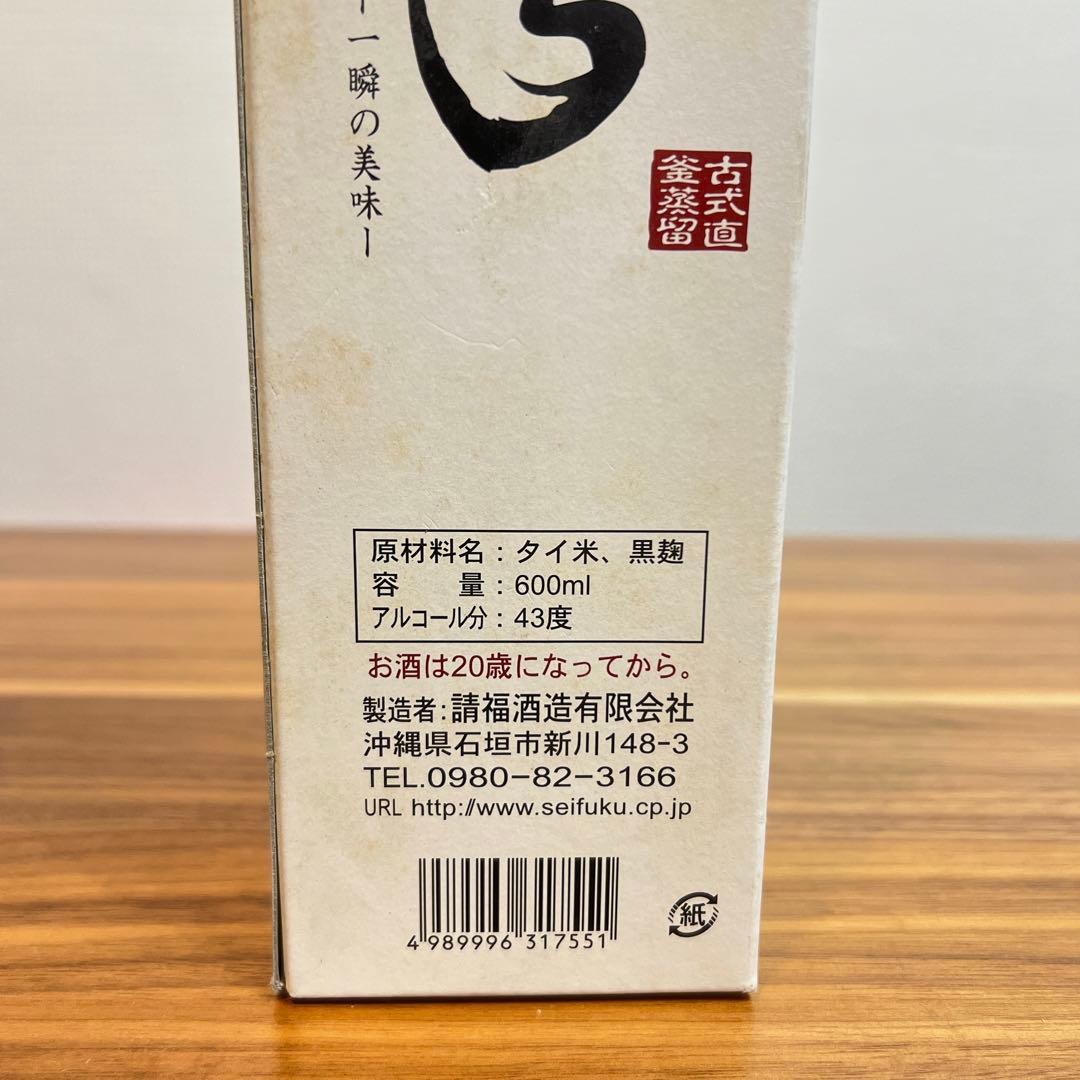 ー一瞬の美味ー
古式直
釜蒸留
原材料名：タイ米、黒麹
容　　量：600ml
アルコール分：43度
お酒は20歳になってから。
製造者：請福酒造有限会社
沖縄県石垣市新川148-3
TEL.0980-82-3166
URL http://www.seifuku.cp.jp
4 989996 317551
紙